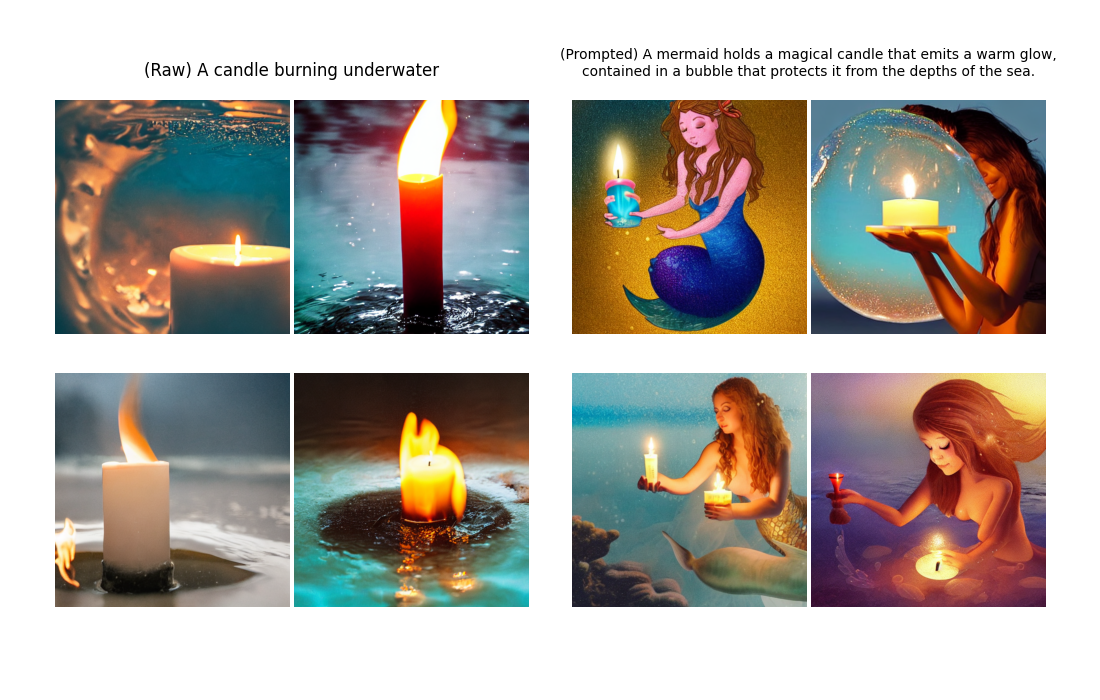 (Raw) A candle burning underwater
(Prompted) A mermaid holds a magical candle that emits a warm glow,
contained in a bubble that protects it from the depths of the sea.